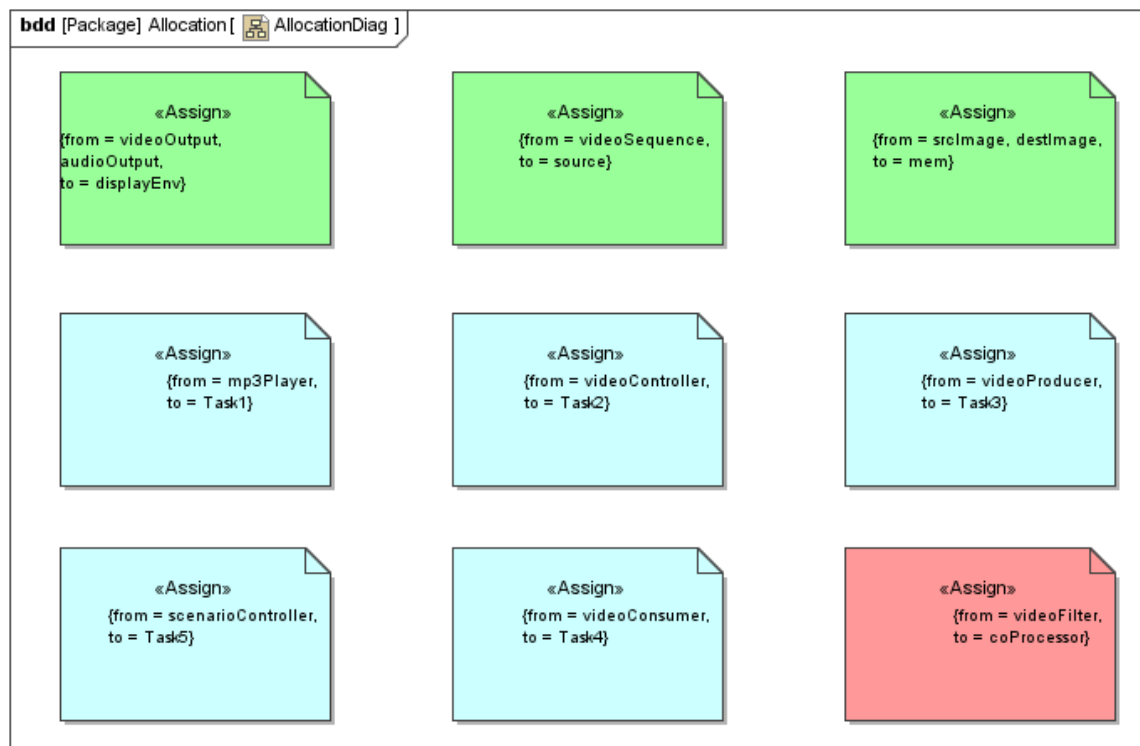 bdd [Package] Allocation [ AllocationDiag ]
«Assign»
{from = videoOutput,
audioOutput,
to = displayEnv}
«Assign»
{from = videoSequence,
to = source}
«Assign»
{from = srcImage, destImage,
to = mem}
«Assign»
{from = mp3Player,
to = Task1}
«Assign»
{from = videoController,
to = Task2}
«Assign»
{from = videoProducer,
to = Task3}
«Assign»
{from = scenarioController,
to = Task5}
«Assign»
{from = videoConsumer,
to = Task4}
«Assign»
{from = videoFilter,
to = coProcessor}